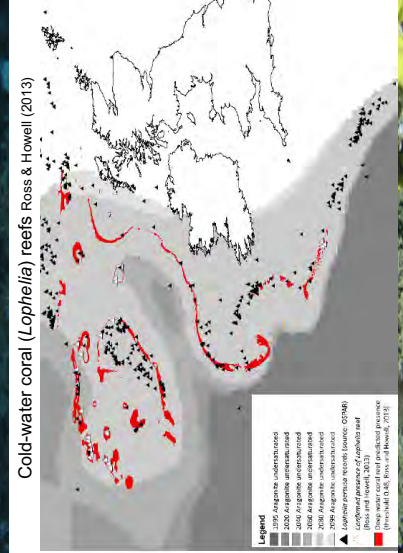 Cold-water coral (Lophelia) reefs Ross & Howell (2013)
Legend
1995 Aragonite undersaturated
2020 Aragonite undersaturated
2040 Aragonite undersaturated
2060 Aragonite undersaturated
2080 Aragonite undersaturated
2099 Aragonite undersaturated
Lophelia pertusa records (source: OSPAR)
Confirmed presence of Lophelia reef
(Ross and Howell, 2013)
Deep water coral reef predicted presence
(threshold 0.48, Ross and Howell, 2013)